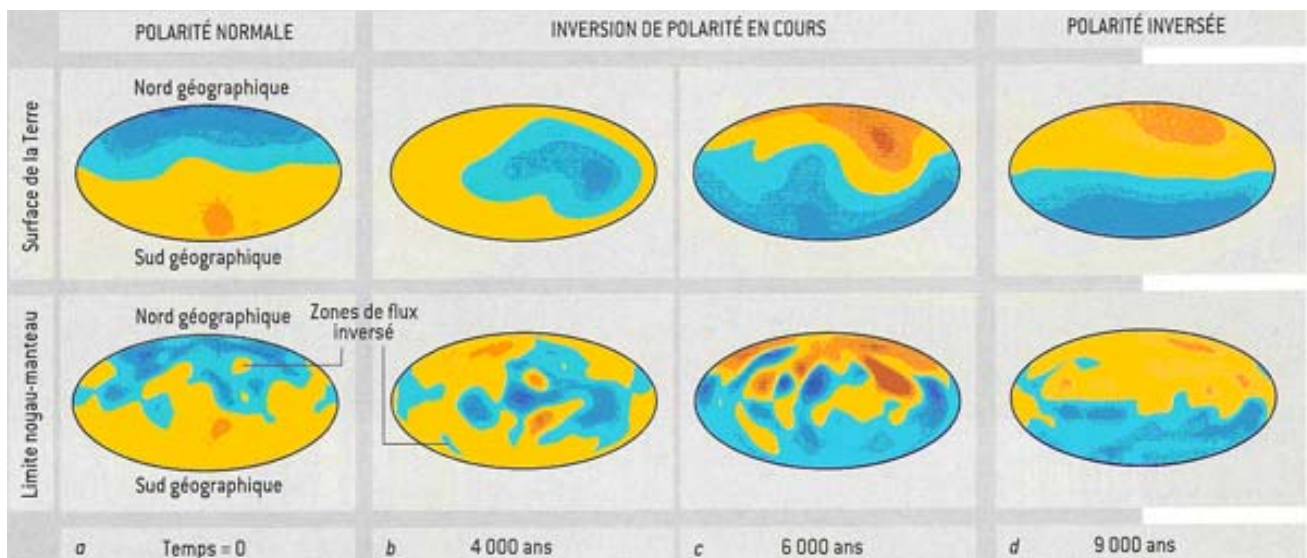 POLARITÉ NORMALE
INVERSION DE POLARITÉ EN COURS
POLARITÉ INVERSÉE
Surface de la Terre
Nord géographique
Sud géographique
Limite noyau-manteau
Nord géographique
Zones de flux
inversé
Sud géographique
a Temps = 0
b 4 000 ans
c 6 000 ans
d 9 000 ans